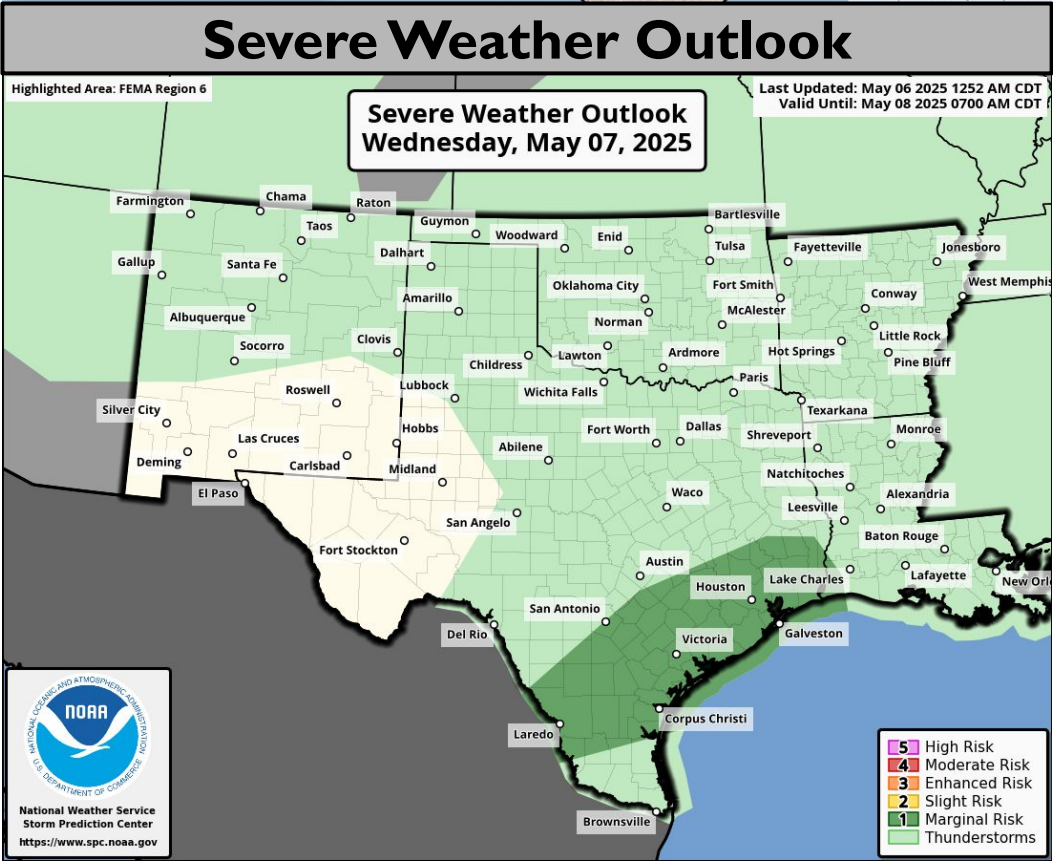 Severe Weather Outlook
Highlighted Area: FEMA Region 6
Last Updated: May 06 2025 1252 AM CDT
Valid Until: May 08 2025 0700 AM CDT
Severe Weather Outlook
Wednesday, May 07, 2025
Farmington
Chama
Raton
Taos
Guymon
Bartlesville
Woodward
Enid
Tulsa
Fayetteville
Jonesboro
Gallup
Santa Fe
Dalhart
Oklahoma City
Fort Smith
West Memphis
Amarillo
Conway
Albuquerque
Norman
McAlester
Little Rock
Socorro
Clovis
Childress
Lawton
Ardmore
Hot Springs
Pine Bluff
Roswell
Lubbock
Wichita Falls
Paris
Silver City
Texarkana
Las Cruces
Hobbs
Abilene
Fort Worth
Dallas
Shreveport
Monroe
Deming
Carlsbad
Midland
Natchitoches
El Paso
Waco
Alexandria
San Angelo
Leesville
Fort Stockton
Baton Rouge
Austin
Houston
Lake Charles
Lafayette
New Orl
San Antonio
Del Rio
Victoria
Galveston
Laredo
Corpus Christi
Brownsville
NATIONAL OCEANIC AND ATMOSPHERIC ADMINISTRATION
NOAA
U.S. DEPARTMENT OF COMMERCE
National Weather Service
Storm Prediction Center
https://www.spc.noaa.gov
5 High Risk
4 Moderate Risk
3 Enhanced Risk
2 Slight Risk
1 Marginal Risk
Thunderstorms